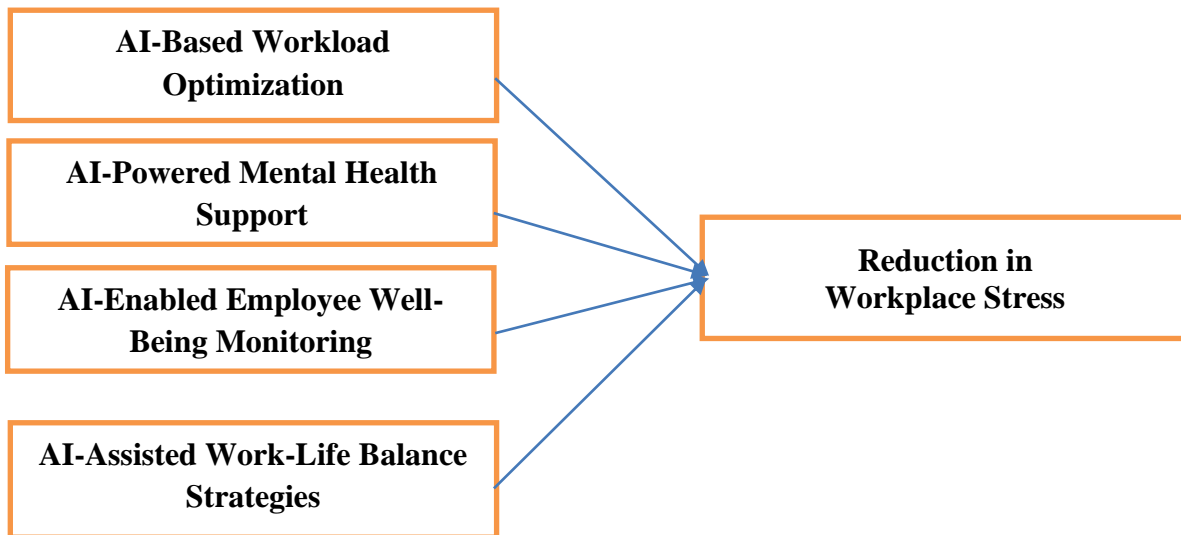 AI-Based Workload
Optimization
AI-Powered Mental Health
Support
AI-Enabled Employee Well-
Being Monitoring
AI-Assisted Work-Life Balance
Strategies
Reduction in
Workplace Stress